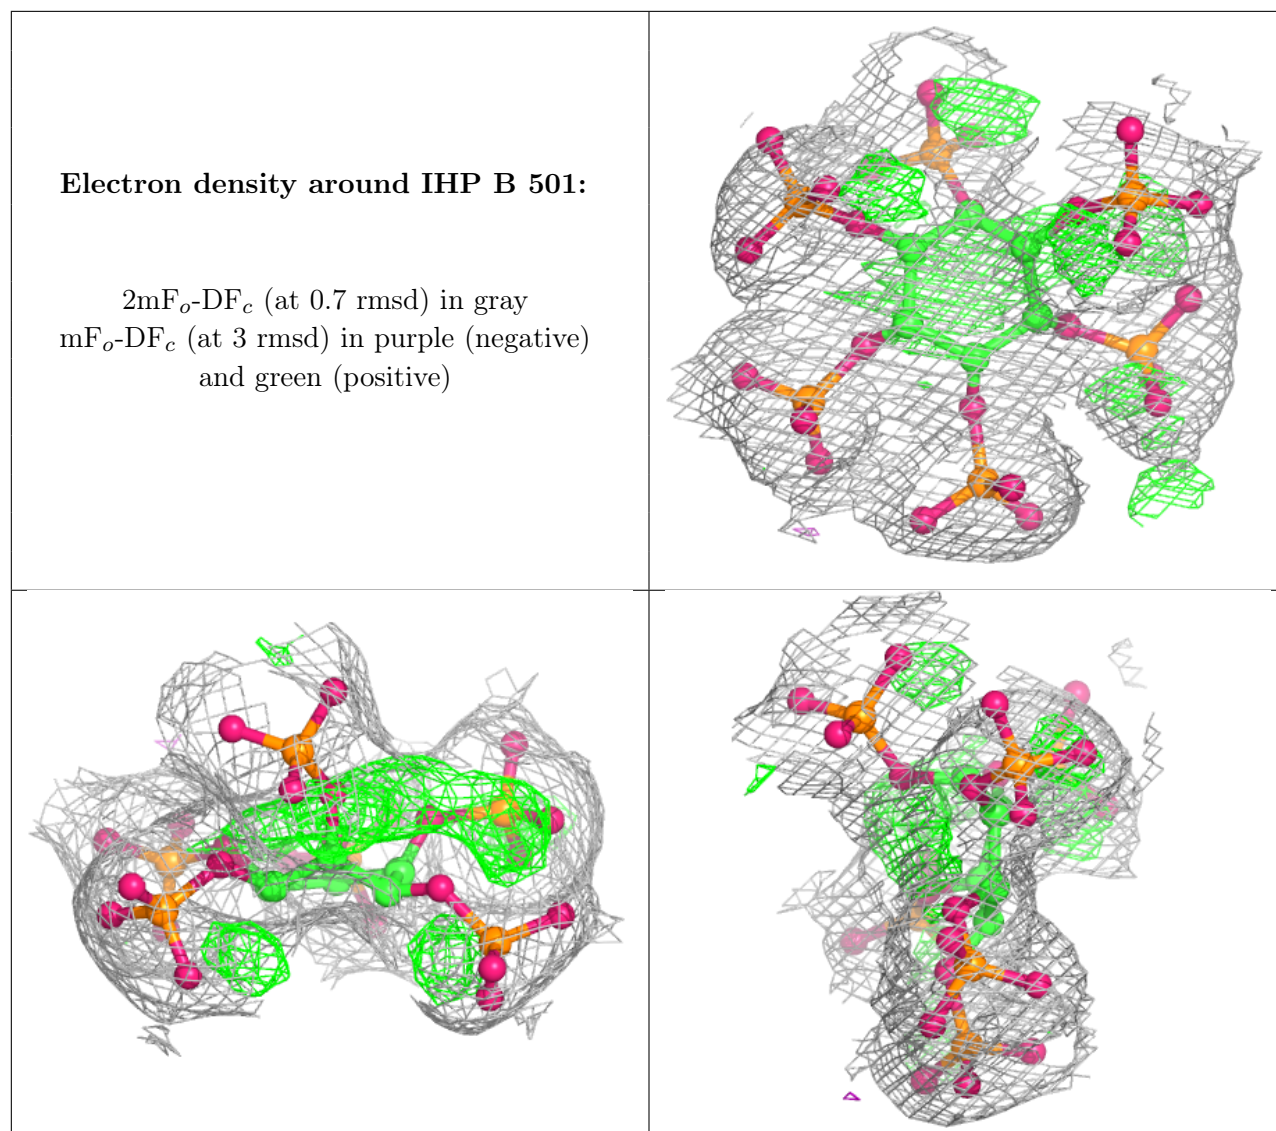 Electron density around IHP B 501:
2mFo-DFc (at 0.7 rmsd) in gray
mFo-DFc (at 3 rmsd) in purple (negative)
and green (positive)